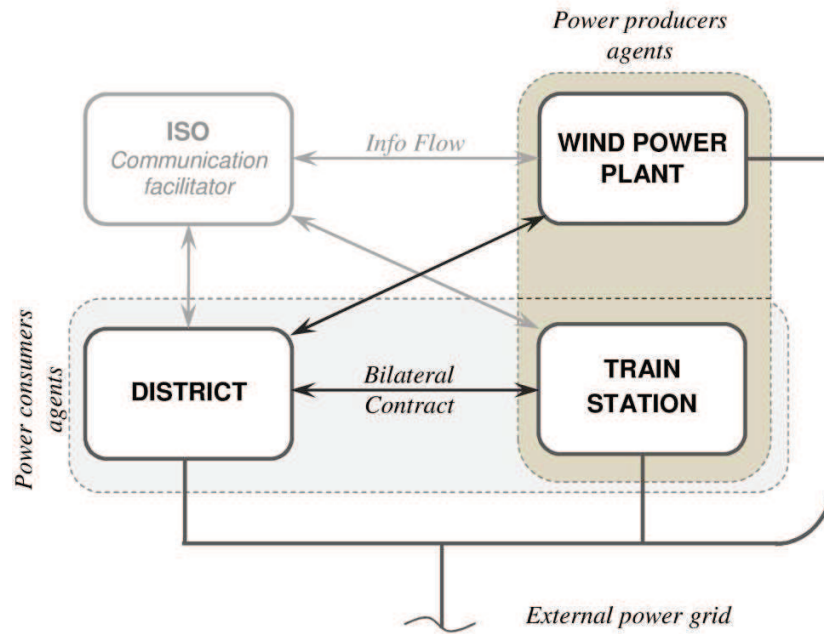 Power producers
agents
ISO
Communication
facilitator
Info Flow
WIND POWER
PLANT
Power consumers
agents
DISTRICT
Bilateral
Contract
TRAIN
STATION
External power grid